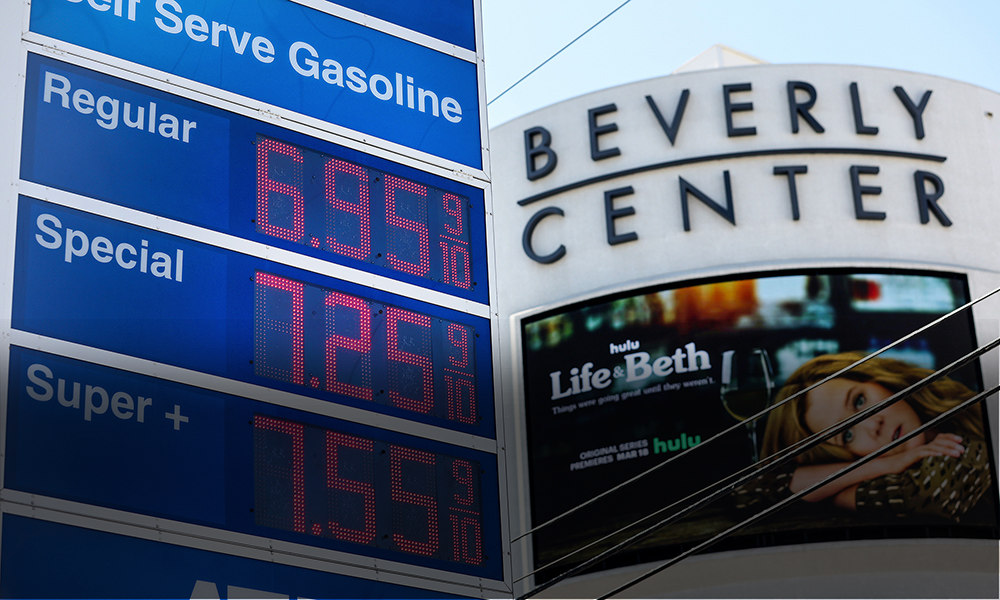 Self Serve Gasoline
Regular
6.95 9/10
Special
7.25 9/10
Super +
7.55 9/10
BEVERLY
CENTER
hulu
Life & Beth
Things were going great until they weren't.
ORIGINAL SERIES
PREMIERES MAR 18
hulu